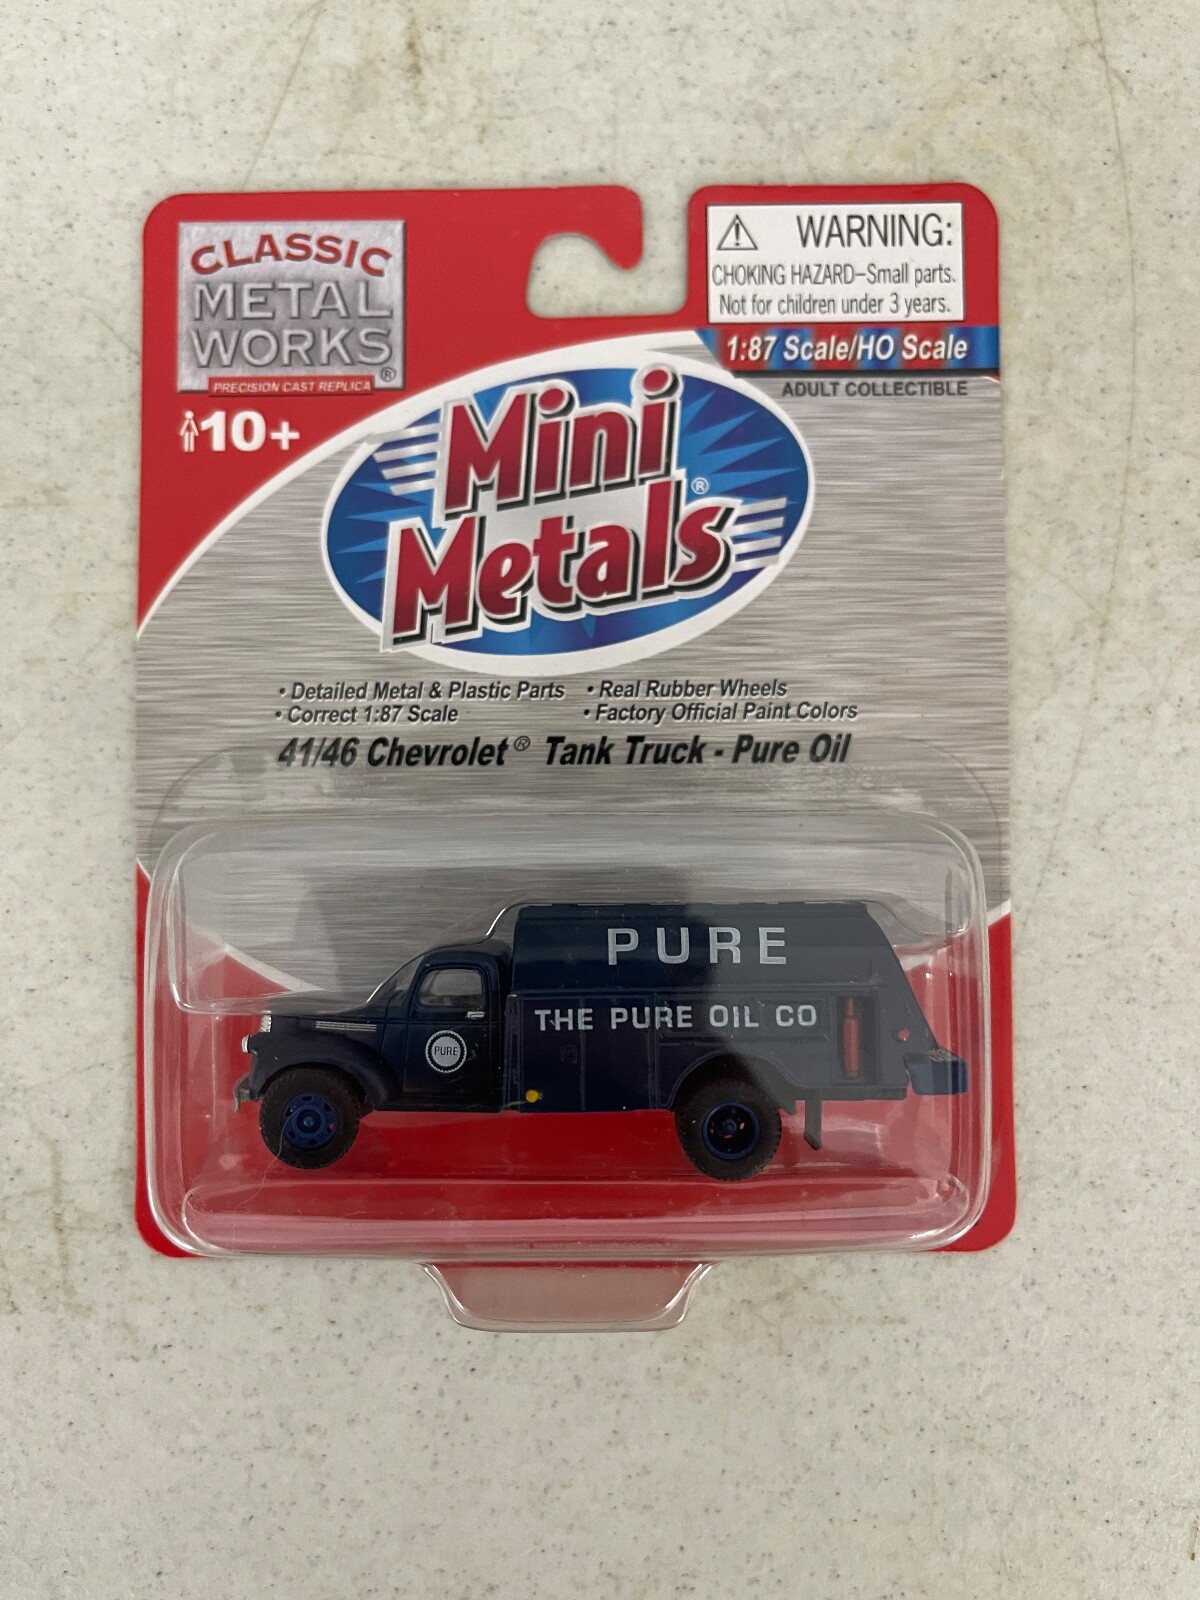 CLASSIC
METAL
WORKS®
PRECISION CAST REPLICA
10+
WARNING:
CHOKING HAZARD–Small parts.
Not for children under 3 years.
1:87 Scale/HO Scale
ADULT COLLECTIBLE
Mini
Metals®
• Detailed Metal & Plastic Parts • Real Rubber Wheels
• Correct 1:87 Scale • Factory Official Paint Colors
41/46 Chevrolet® Tank Truck - Pure Oil
PURE
THE PURE OIL CO
PURE